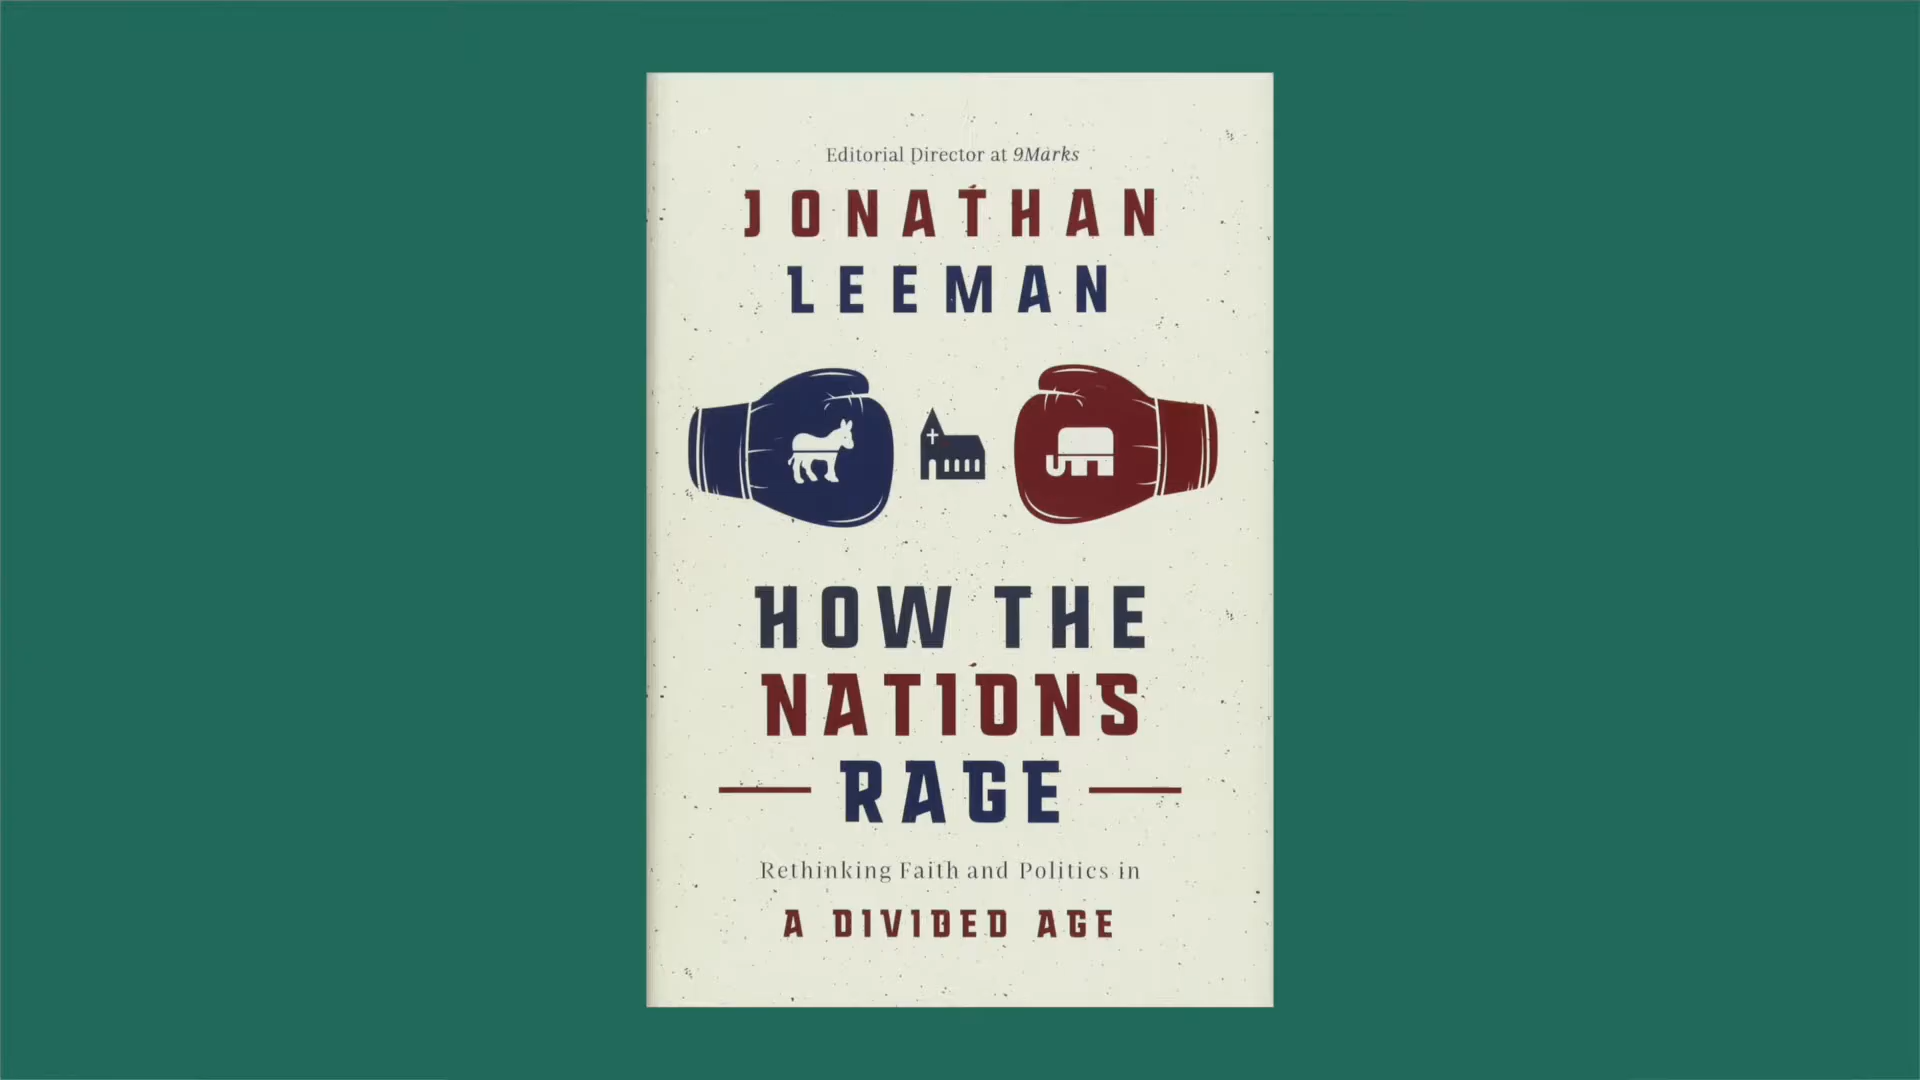 Editorial Director at 9Marks
JONATHAN
LEEMAN
HOW THE
NATIONS
RAGE
Rethinking Faith and Politics in
A DIVIDED AGE